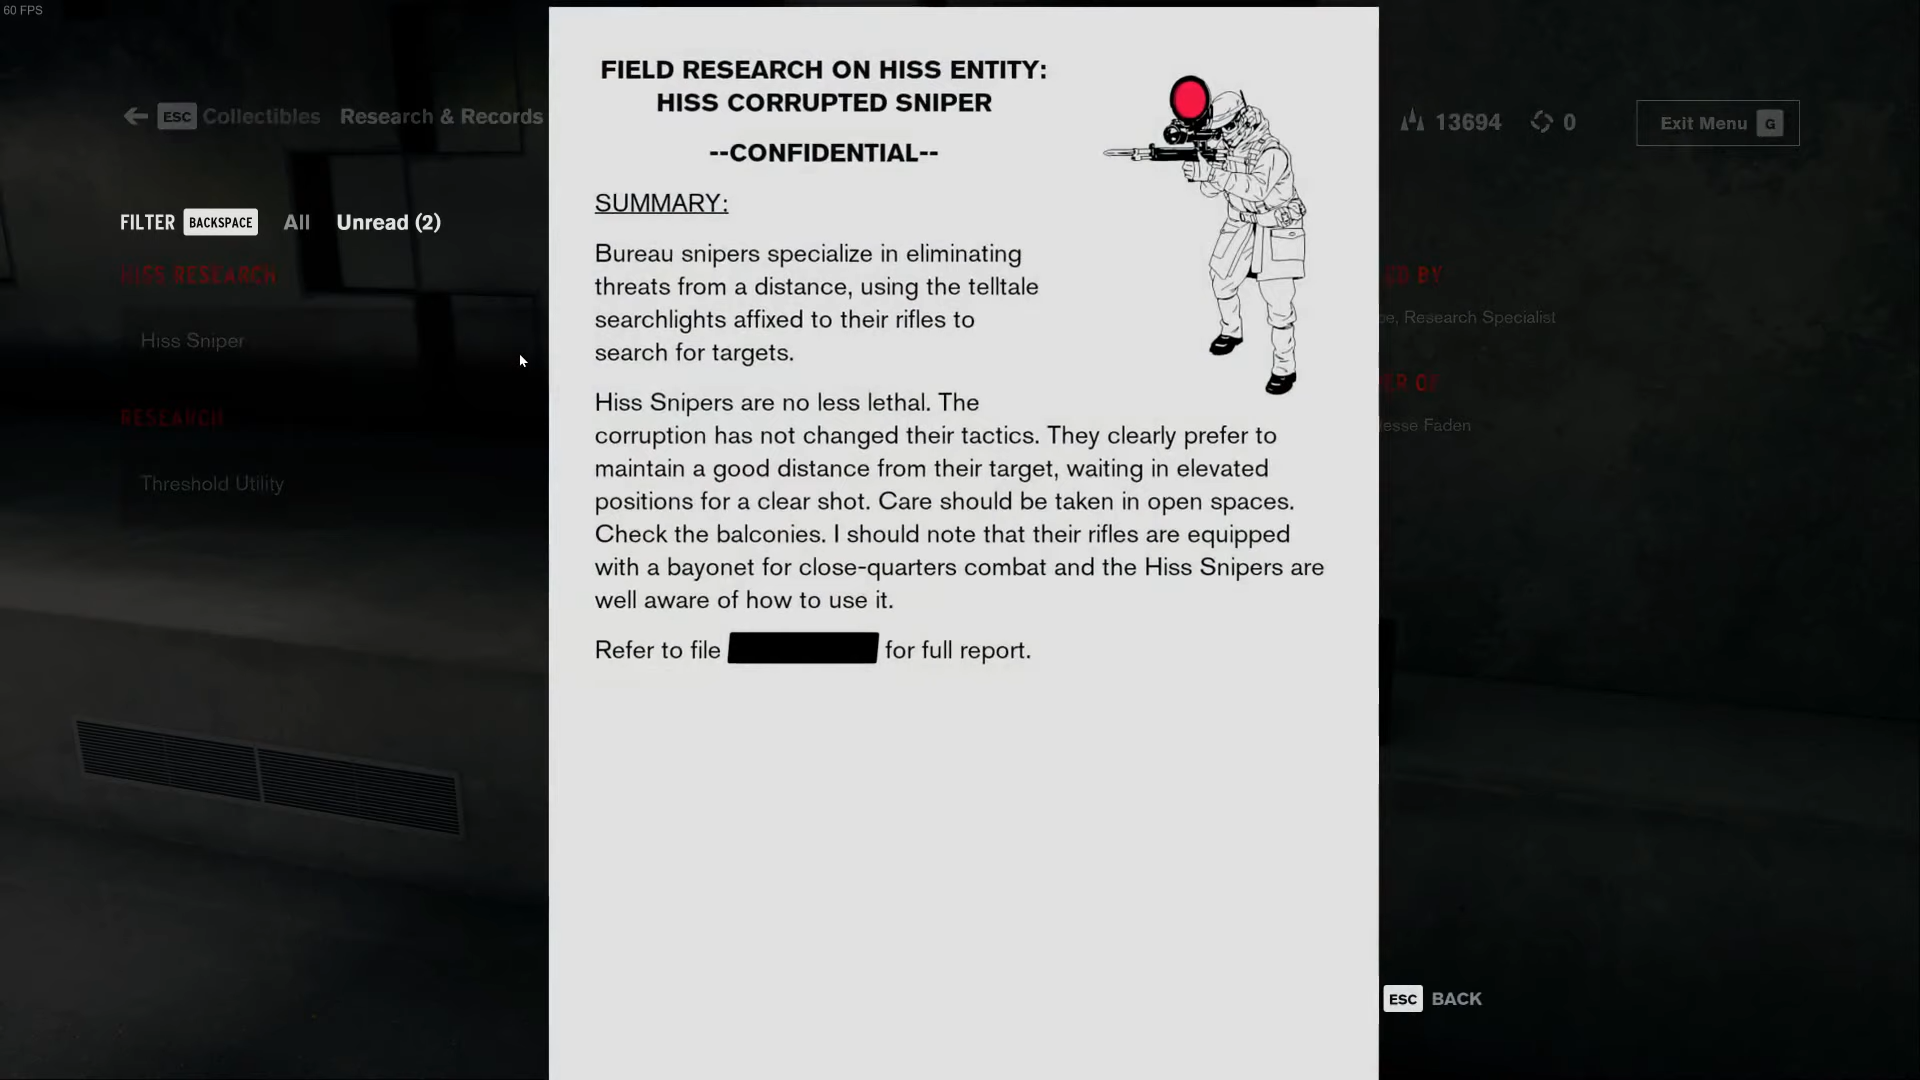 60 FPS
ESC Collectibles Research & Records
13694 0 Exit Menu G
FILTER BACKSPACE All Unread (2)
HISS RESEARCH
Hiss Sniper
RESEARCH
Threshold Utility
FIELD RESEARCH ON HISS ENTITY:
HISS CORRUPTED SNIPER
--CONFIDENTIAL--
SUMMARY:
Bureau snipers specialize in eliminating
threats from a distance, using the telltale
searchlights affixed to their rifles to
search for targets.
Hiss Snipers are no less lethal. The
corruption has not changed their tactics. They clearly prefer to
maintain a good distance from their target, waiting in elevated
positions for a clear shot. Care should be taken in open spaces.
Check the balconies. I should note that their rifles are equipped
with a bayonet for close-quarters combat and the Hiss Snipers are
well aware of how to use it.
Refer to file for full report.
BY
Research Specialist
Faden
ESC BACK